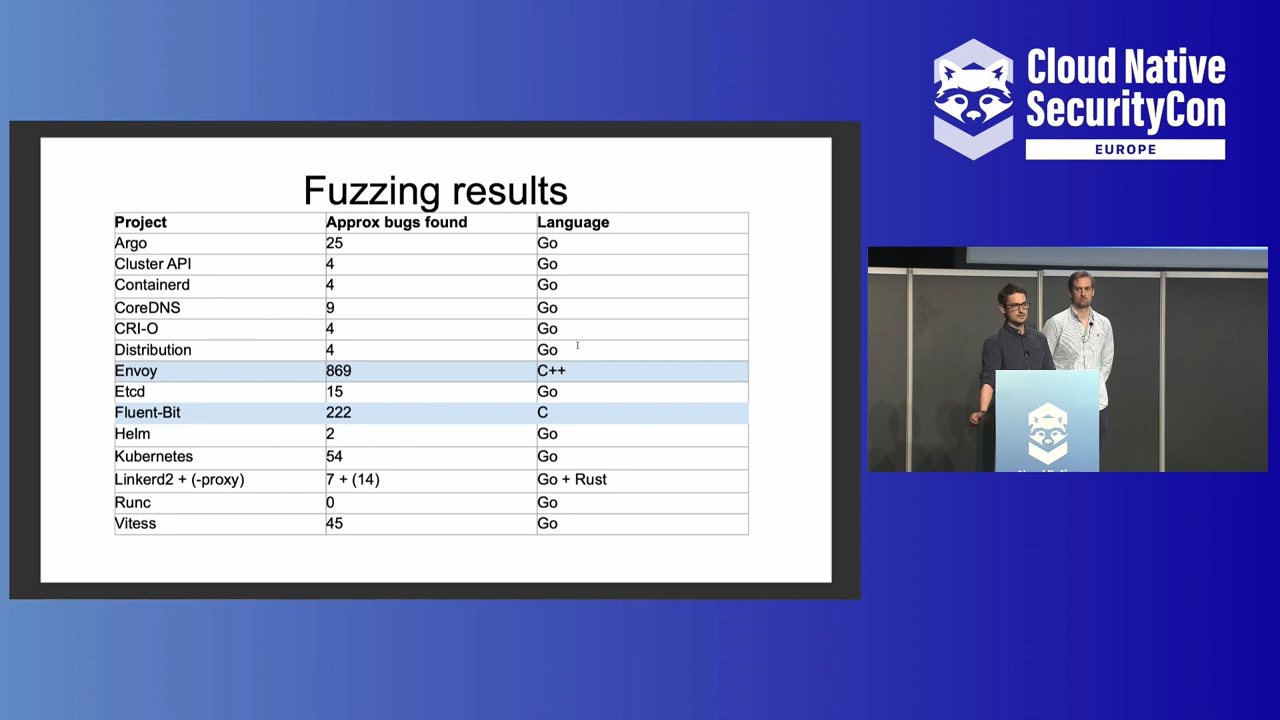 Cloud Native
SecurityCon
EUROPE
Fuzzing results
Project Approx bugs found Language
Argo 25 Go
Cluster API 4 Go
Containerd 4 Go
CoreDNS 9 Go
CRI-O 4 Go
Distribution 4 Go
Envoy 869 C++
Etcd 15 Go
Fluent-Bit 222 C
Helm 2 Go
Kubernetes 54 Go
Linkerd2 + (-proxy) 7 + (14) Go + Rust
Runc 0 Go
Vitess 45 Go